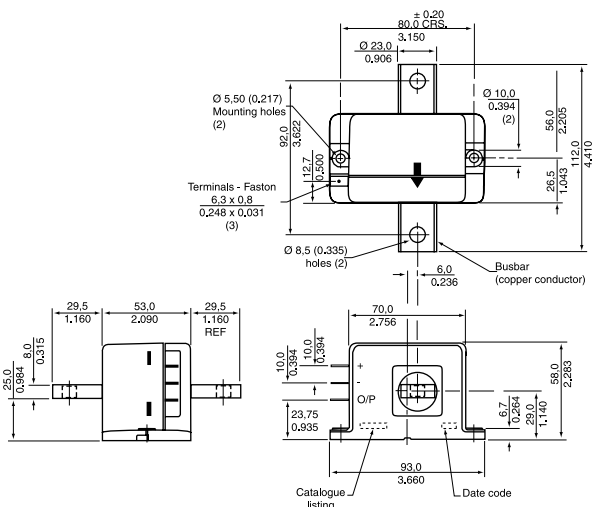 ± 0.20
80,0 CRS.
3.150
Ø 23,0
0.906
Ø 5,50 (0.217)
Mounting holes
(2)
Ø 10,0
0.394
(2)
92,0
3.622
56,0
2.205
112,0
4.410
12,7
0.500
26,5
1.043
Terminals - Faston
6,3 x 0,8
0.248 x 0.031
(3)
Ø 8,5 (0.335)
holes (2)
6,0
0.236
Busbar
(copper conductor)
29,5
1.160
53,0
2.090
29,5
1.160
REF
8,0
0.315
25,0
0.984
70,0
2.756
10,0
0.394
10,0
0.394
+
-
O/P
23,75
0.935
6,7
0.264
29,0
1.140
58,0
2.283
93,0
3.660
Catalogue
listing
Date code